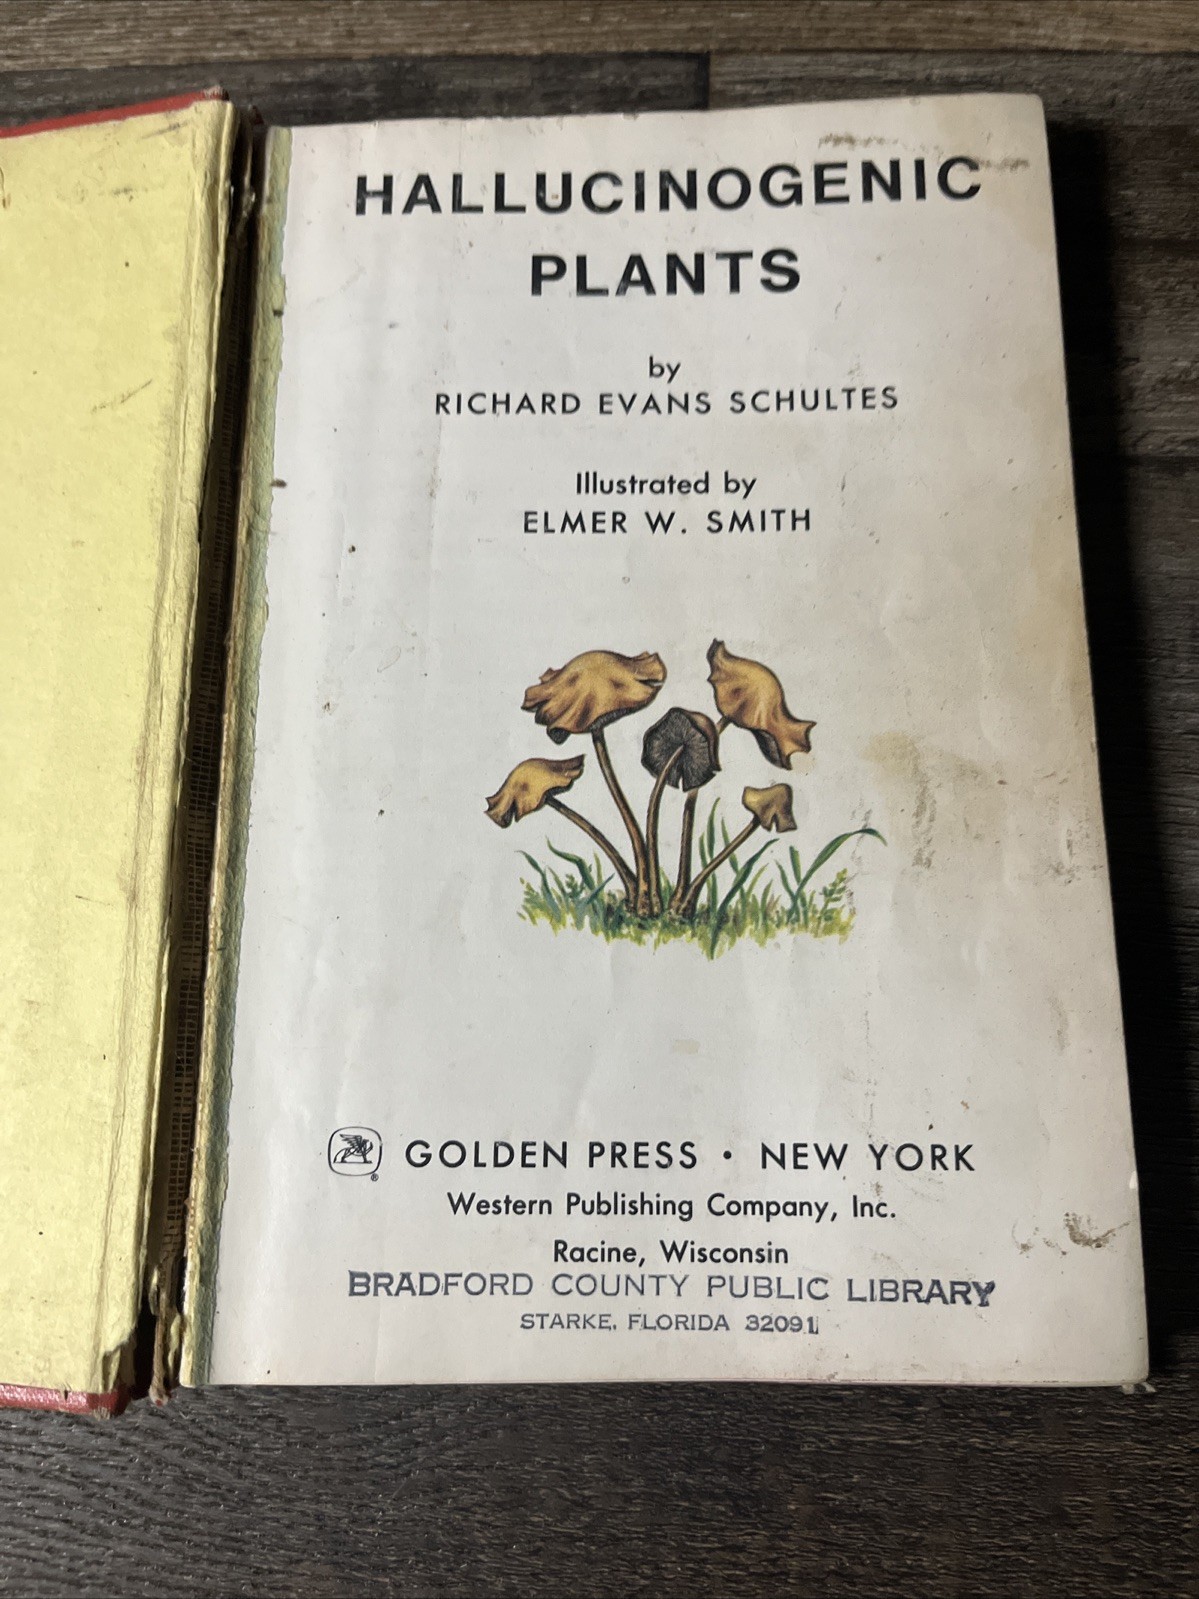 HALLUCINOGENIC
PLANTS
by
RICHARD EVANS SCHULTES
Illustrated by
ELMER W. SMITH
® GOLDEN PRESS • NEW YORK
Western Publishing Company, Inc.
Racine, Wisconsin
BRADFORD COUNTY PUBLIC LIBRARY
STARKE, FLORIDA 32091